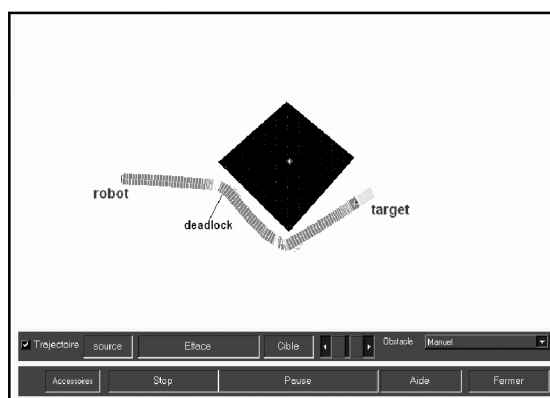 robot
deadlock
target
Trajectoire source Efface Cible Obstacle Manuel
Accessoires Stop Pause Aide Fermer